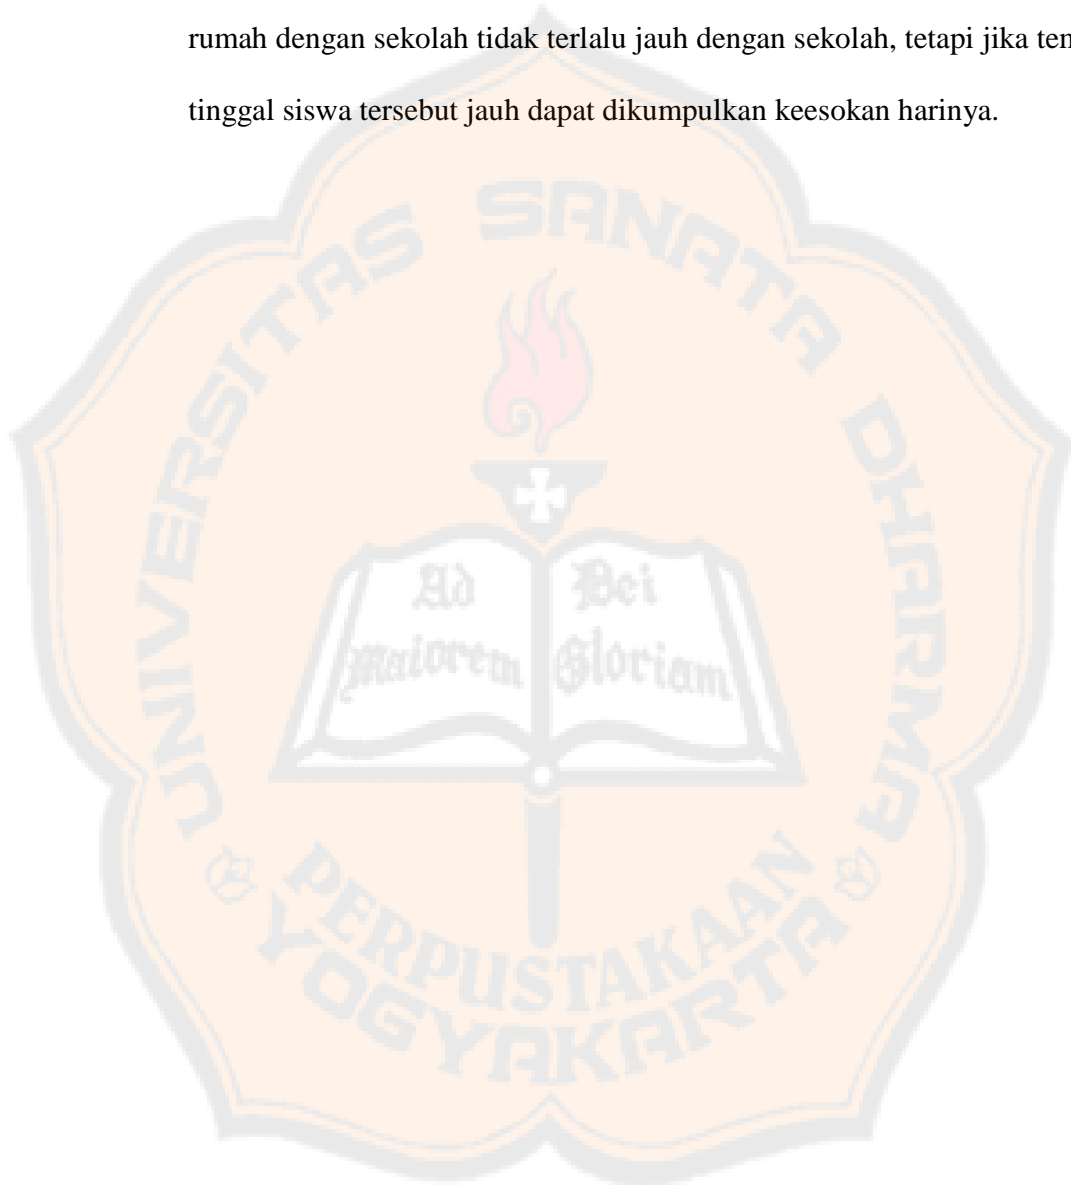 rumah dengan sekolah tidak terlalu jauh dengan sekolah, tetapi jika tem
tinggal siswa tersebut jauh dapat dikumpulkan keesokan harinya.
UNIVERSITAS SANATA DHARMA
Ad Dei
Maiorem Gloriam
PERPUSTAKAAN
YOGYAKARTA